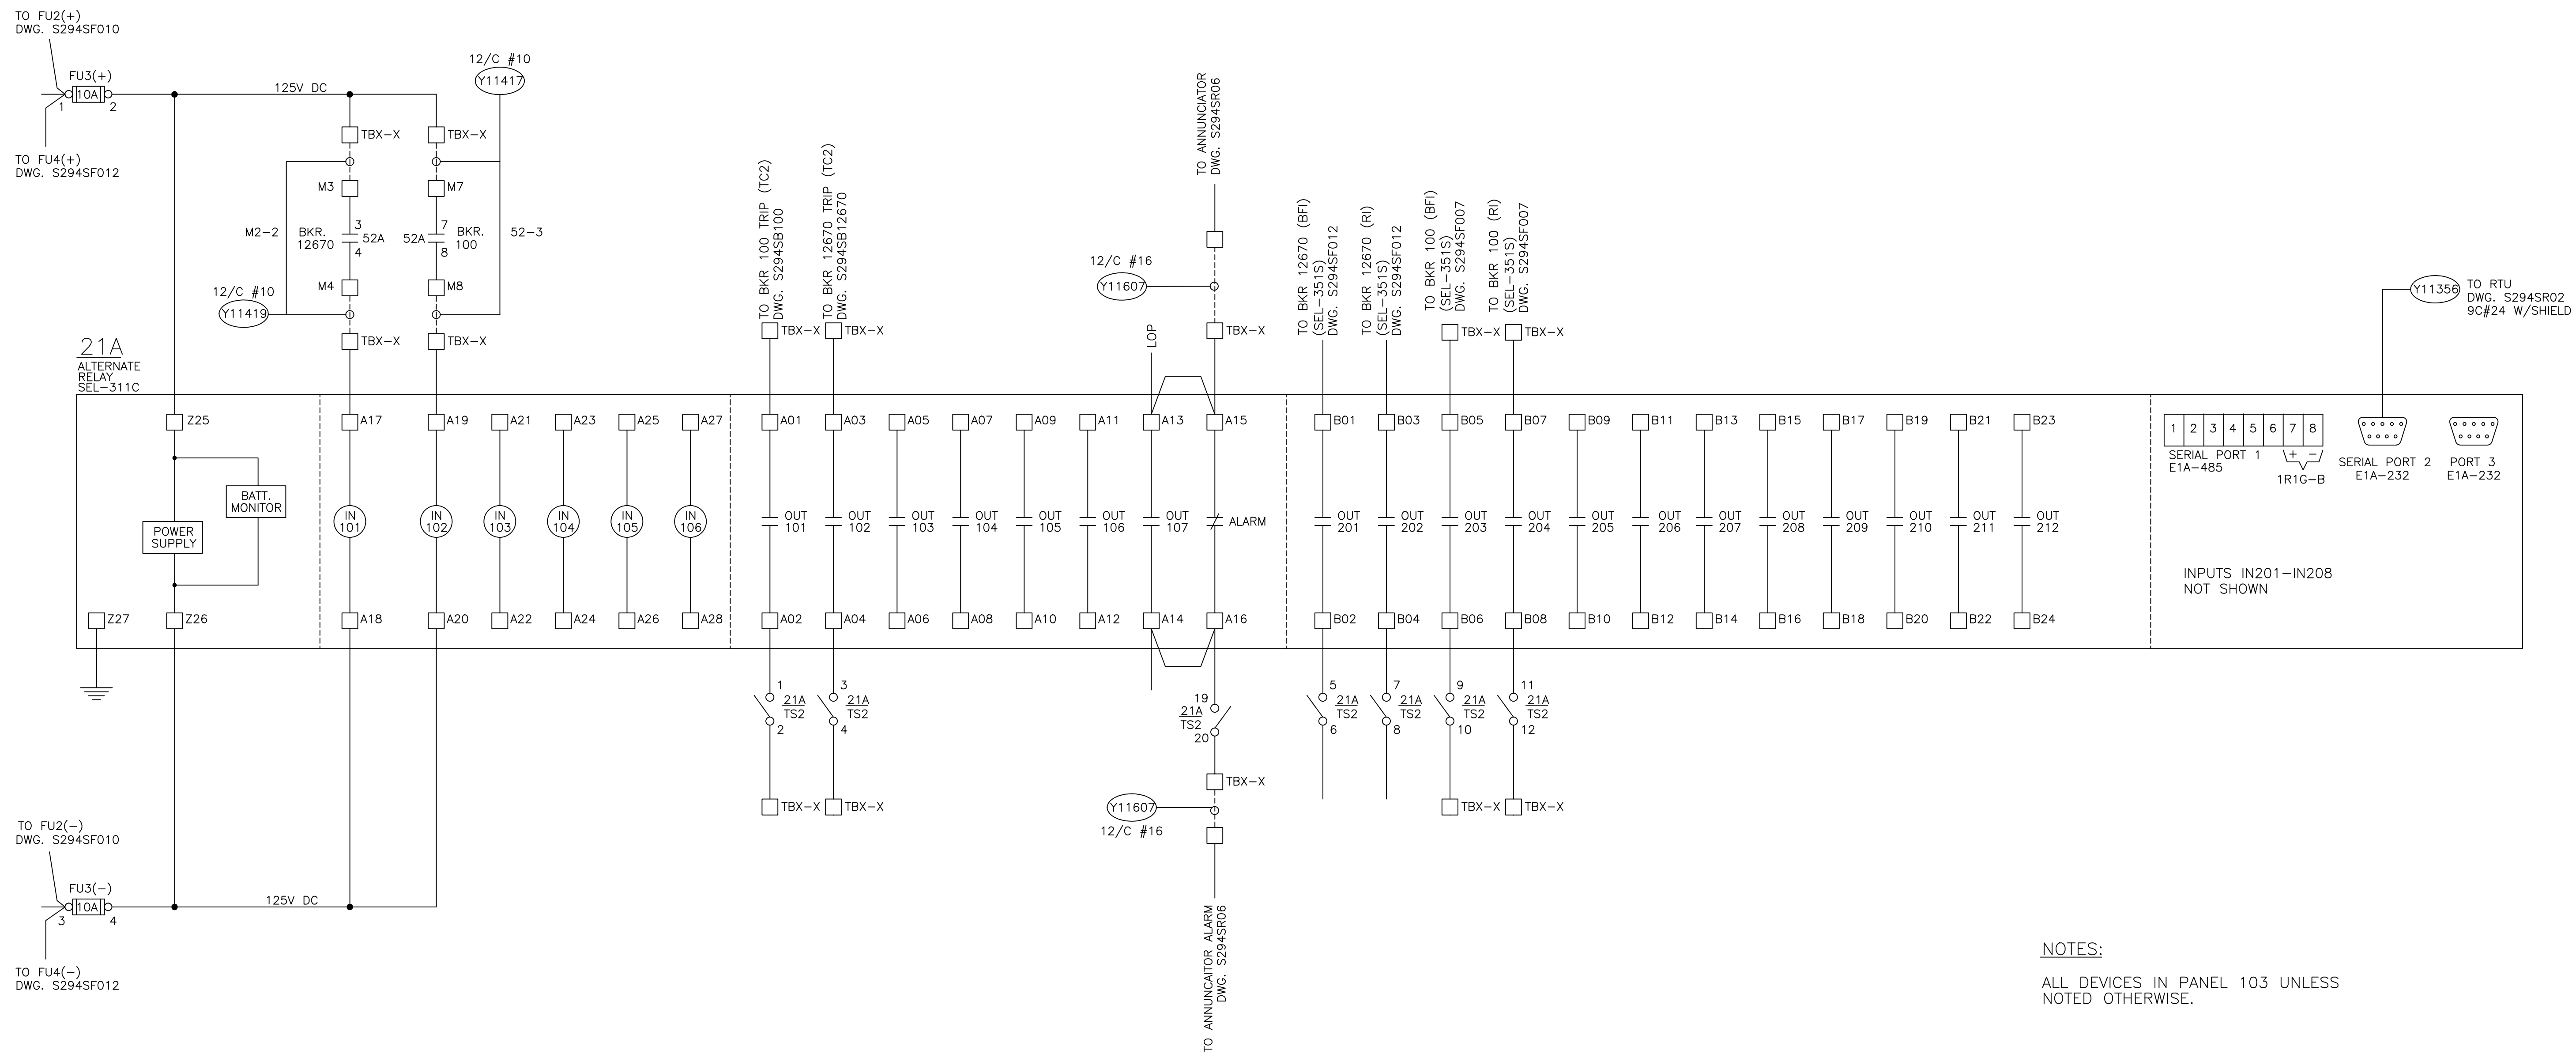 TO FU2(+)
DWG. S294SF010
FU3(+)
10A
1
2
TO FU4(+)
DWG. S294SF012
125V DC
12/C #10
Y11417
TBX-X
TBX-X
M3
M7
M2-2
BKR.
12670
3
52A
4
52A
7
BKR.
100
8
52-3
M4
M8
12/C #10
Y11419
TBX-X
TBX-X
TO BKR 100 TRIP (TC2)
DWG. S294SB100
TO BKR 12670 TRIP (TC2)
DWG. S294SB12670
TBX-X
TBX-X
TO ANNUNCIATOR
DWG. S294SR06
12/C #16
Y11607
TBX-X
LOP
TO BKR 12670 (BFI)
(SEL-351S)
DWG. S294SF012
TO BKR 12670 (RI)
(SEL-351S)
DWG. S294SF012
TO BKR 100 (BFI)
(SEL-351S)
DWG. S294SF007
TO BKR 100 (RI)
(SEL-351S)
DWG. S294SF007
TBX-X
TBX-X
Y11356
TO RTU
DWG. S294SR02
9C#24 W/SHIELD
21A
ALTERNATE
RELAY
SEL-311C
Z25
A17
A19
A21
A23
A25
A27
A01
A03
A05
A07
A09
A11
A13
A15
B01
B03
B05
B07
B09
B11
B13
B15
B17
B19
B21
B23
1 2 3 4 5 6 7 8
SERIAL PORT 1
E1A-485
+ -
1R1G-B
SERIAL PORT 2
E1A-232
PORT 3
E1A-232
BATT.
MONITOR
POWER
SUPPLY
IN
101
IN
102
IN
103
IN
104
IN
105
IN
106
OUT
101
OUT
102
OUT
103
OUT
104
OUT
105
OUT
106
OUT
107
ALARM
OUT
201
OUT
202
OUT
203
OUT
204
OUT
205
OUT
206
OUT
207
OUT
208
OUT
209
OUT
210
OUT
211
OUT
212
INPUTS IN201-IN208
NOT SHOWN
Z27
Z26
A18
A20
A22
A24
A26
A28
A02
A04
A06
A08
A10
A12
A14
A16
B02
B04
B06
B08
B10
B12
B14
B16
B18
B20
B22
B24
1
21A
TS2
2
3
21A
TS2
4
19
21A
TS2
20
5
21A
TS2
6
7
21A
TS2
8
9
21A
TS2
10
11
21A
TS2
12
TBX-X
TBX-X
TBX-X
Y11607
12/C #16
TBX-X
TBX-X
TO ANNUNCAITOR ALARM
DWG. S294SR06
TO FU2(-)
DWG. S294SF010
FU3(-)
10A
3
4
125V DC
TO FU4(-)
DWG. S294SF012
NOTES:
ALL DEVICES IN PANEL 103 UNLESS
NOTED OTHERWISE.